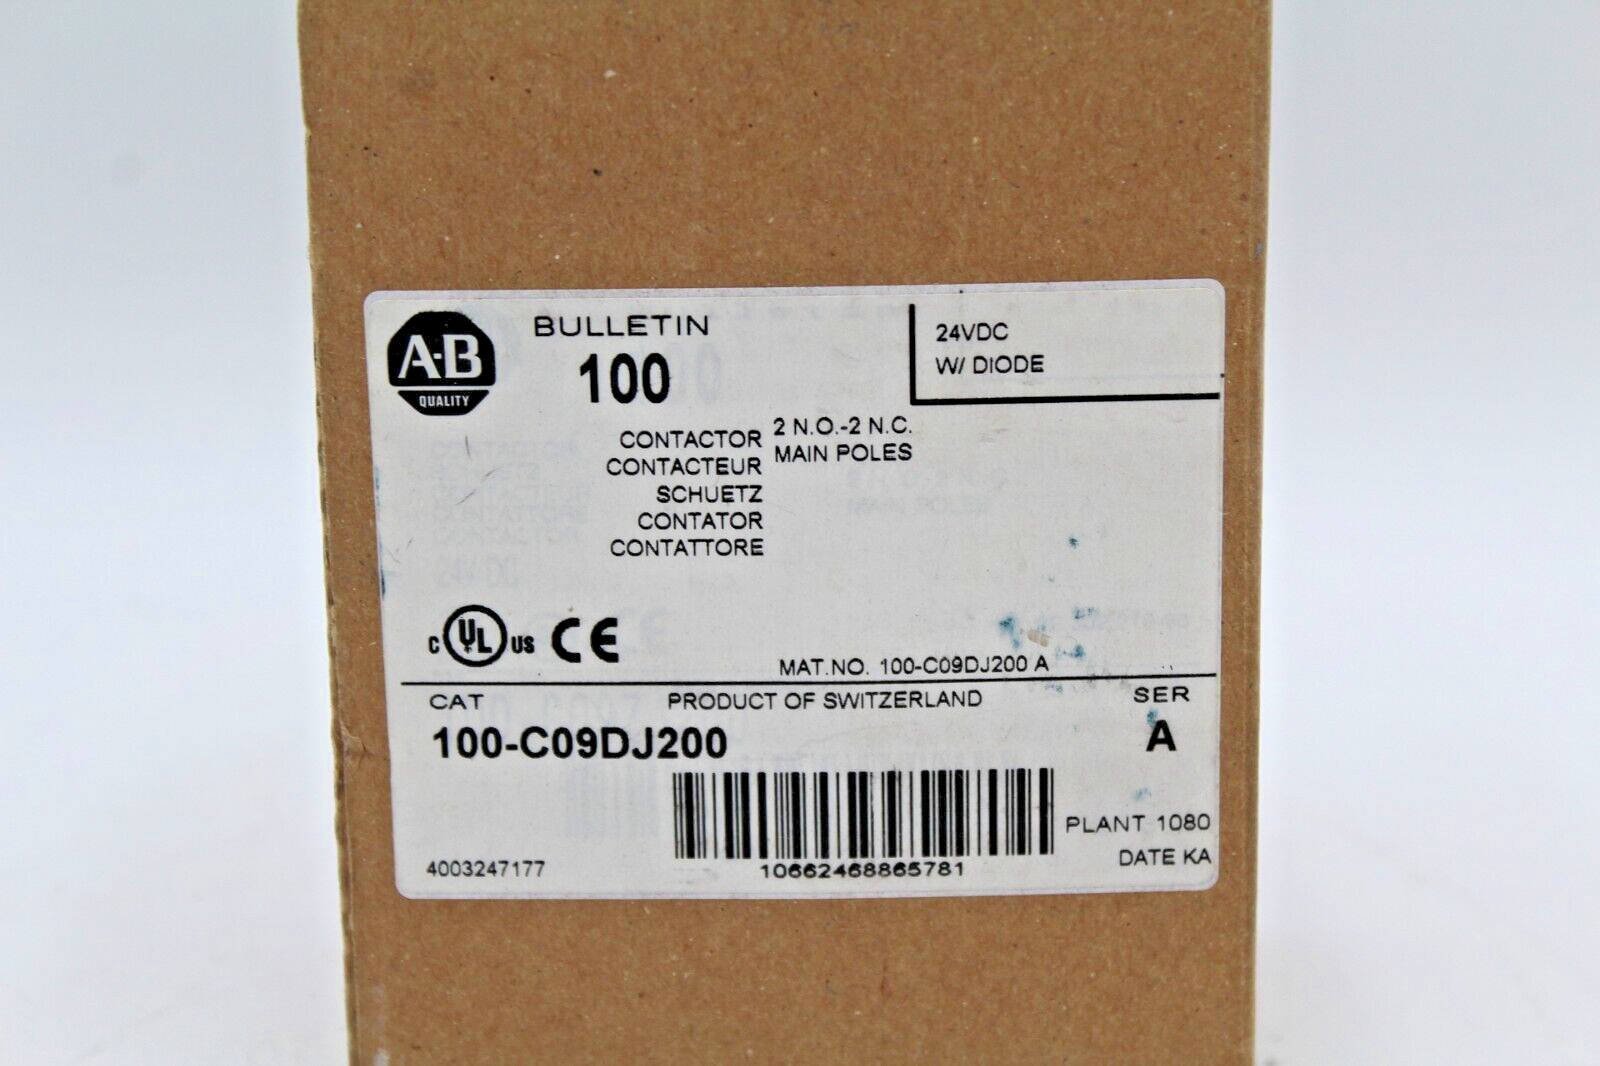 A-B
QUALITY
BULLETIN
100
24VDC
W/ DIODE
CONTACTOR 2 N.O.-2 N.C.
CONTACTEUR MAIN POLES
SCHUETZ
CONTATOR
CONTATTORE
C UL US CE
MAT.NO. 100-C09DJ200 A
CAT PRODUCT OF SWITZERLAND SER
100-C09DJ200 A
PLANT 1080
DATE KA
4003247177 10662468865781